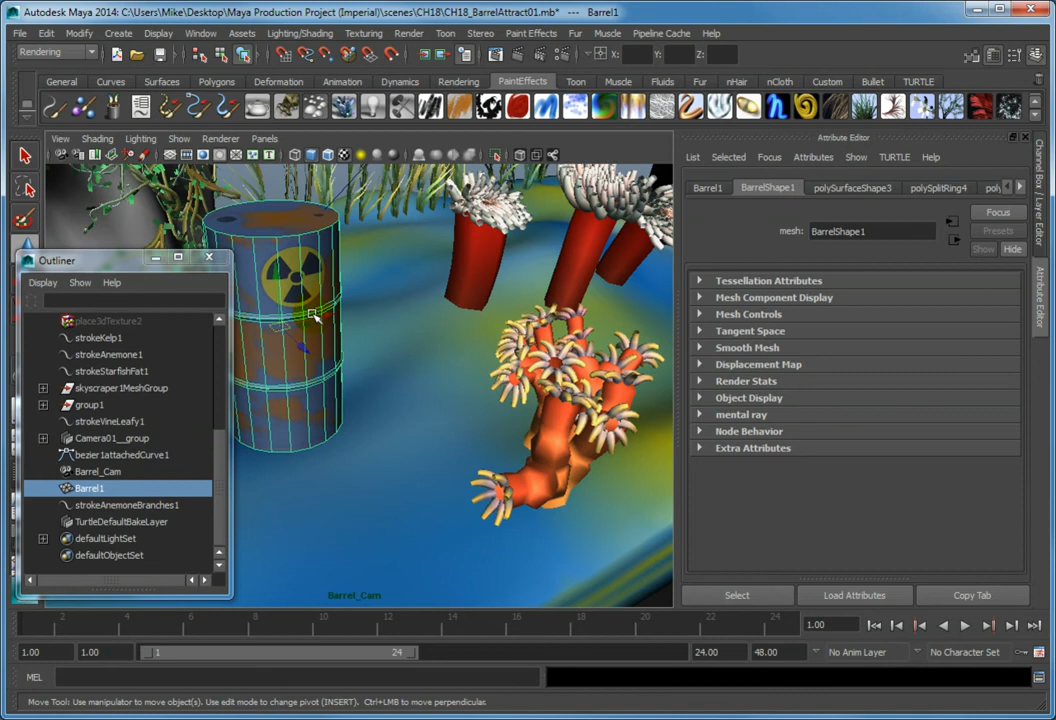 Autodesk Maya 2014: C:\Users\Mike\Desktop\Maya Production Project (Imperial)\scenes\CH18\CH18_BarrelAttract01.mb* --- Barrel1
File Edit Modify Create Display Window Assets Lighting/Shading Texturing Render Toon Stereo Paint Effects Fur Muscle Pipeline Cache Help
Rendering X: Y: Z:
General Curves Surfaces Polygons Deformation Animation Dynamics Rendering PaintEffects Toon Muscle Fluids Fur nHair nCloth Custom Bullet TURTLE
View Shading Lighting Show Renderer Panels
Attribute Editor
List Selected Focus Attributes Show TURTLE Help
Barrel1 BarrelShape1 polySurfaceShape3 polySplitRing4 pol
Focus
mesh: BarrelShape1
Presets
Show Hide
Tessellation Attributes
Mesh Component Display
Mesh Controls
Tangent Space
Smooth Mesh
Displacement Map
Render Stats
Object Display
mental ray
Node Behavior
Extra Attributes
Select Load Attributes Copy Tab
Channel Box / Layer Editor
Attribute Editor
Outliner
Display Show Help
place3dTexture2
strokeKelp1
strokeAnemone1
strokeStarfishFat1
skyscraper1MeshGroup
group1
strokeVineLeafy1
Camera01__group
bezier1attachedCurve1
Barrel_Cam
Barrel1
strokeAnemoneBranches1
TurtleDefaultBakeLayer
defaultLightSet
defaultObjectSet
Barrel_Cam
2 4 6 8 10 12 14 16 18 20 22 24 1.00
1.00 1.00 1 24 24.00 48.00 No Anim Layer No Character Set
MEL
Move Tool: Use manipulator to move object(s). Use edit mode to change pivot (INSERT). Ctrl+LMB to move perpendicular.